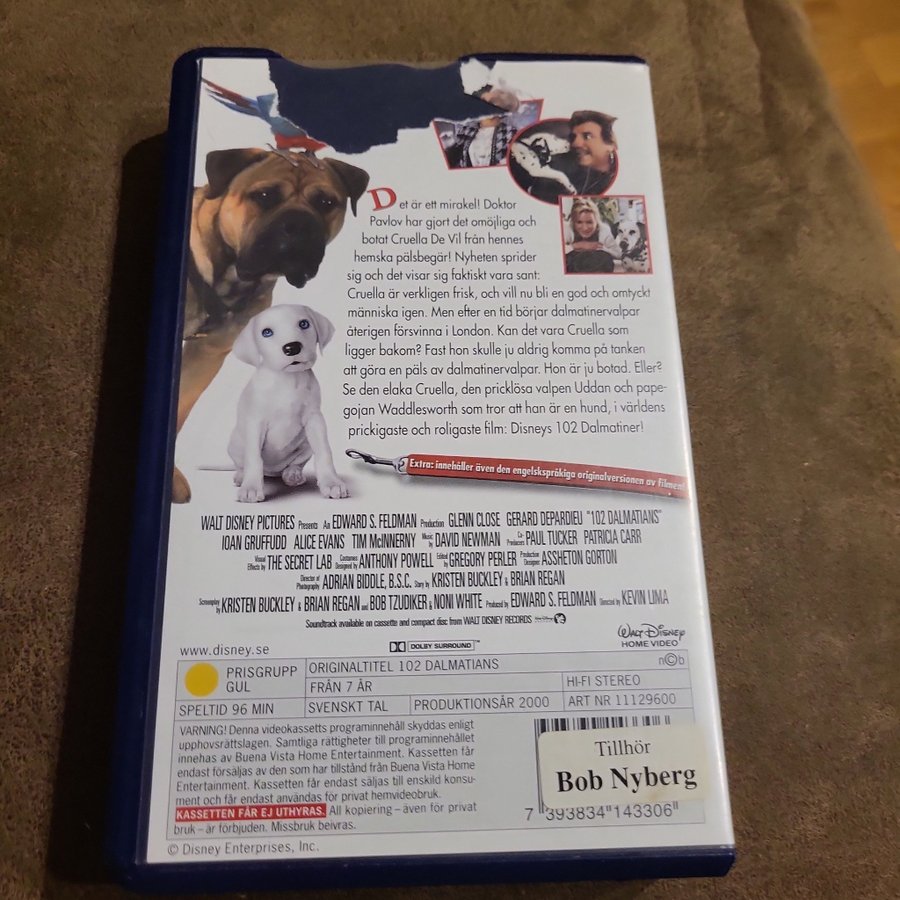 Det är ett mirakel! Doktor
Pavlov har gjort det omöjliga och
botat Cruella De Vil från hennes
hemska pälsbegär! Nyheten sprider
sig och det visar sig faktiskt vara sant:
Cruella är verkligen frisk, och vill nu bli en god och omtyckt
människa igen. Men efter en tid börjar dalmatinervalpar
återigen försvinna i London. Kan det vara Cruella som
ligger bakom? Fast hon skulle ju aldrig komma på tanken
att göra en päls av dalmatinervalpar. Hon är ju botad. Eller?
Se den elaka Cruella, den pricklösa valpen Uddan och pape-
gojan Waddlesworth som tror att han är en hund, i världens
prickigaste och roligaste film: Disneys 102 Dalmatiner!
Extra: innehåller även den engelskspråkiga originalversionen av filmen!
WALT DISNEY PICTURES Presents An EDWARD S. FELDMAN Production GLENN CLOSE GERARD DEPARDIEU "102 DALMATIANS"
IOAN GRUFFUDD ALICE EVANS TIM McINNERNY Music by DAVID NEWMAN Co-Producers PAUL TUCKER PATRICIA CARR
Visual Effects by THE SECRET LAB Costumes Designed by ANTHONY POWELL Edited by GREGORY PERLER Production Designer ASSHETON GORTON
Director of Photography ADRIAN BIDDLE, B.S.C. Story by KRISTEN BUCKLEY & BRIAN REGAN
Screenplay by KRISTEN BUCKLEY & BRIAN REGAN and BOB TZUDIKER & NONI WHITE Produced by EDWARD S. FELDMAN Directed by KEVIN LIMA
Soundtrack available on cassette and compact disc from WALT DISNEY RECORDS
www.disney.se
DOLBY SURROUND
Walt Disney
HOME VIDEO
PRISGRUPP
GUL
ORIGINALTITEL 102 DALMATIANS
n©b
FRÅN 7 ÅR
HI-FI STEREO
SPELTID 96 MIN
SVENSKT TAL
PRODUKTIONSÅR 2000
ART NR 11129600
VARNING! Denna videokassetts programinnehåll skyddas enligt
upphovsrättslagen. Samtliga rättigheter till programinnehållet
innehas av Buena Vista Home Entertainment. Kassetten får
endast försäljas av den som har tillstånd från Buena Vista Home
Entertainment. Kassetten får endast säljas till enskild konsu-
ment och får endast användas för privat hemvideobruk.
KASSETTEN FÅR EJ UTHYRAS. All kopiering – även för privat
bruk – är förbjuden. Missbruk beivras.
Tillhör
Bob Nyberg
7 393834 143306
© Disney Enterprises, Inc.